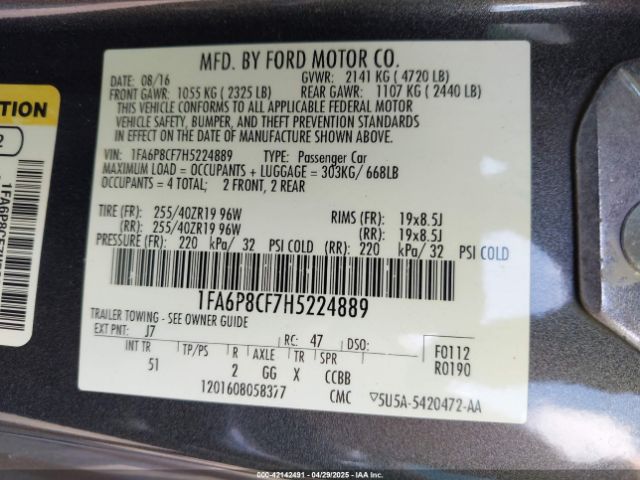 MFD. BY FORD MOTOR CO.
DATE: 08/16 GVWR: 2141 KG ( 4720 LB)
FRONT GAWR: 1055 KG ( 2325 LB) REAR GAWR: 1107 KG ( 2440 LB)
THIS VEHICLE CONFORMS TO ALL APPLICABLE FEDERAL MOTOR
VEHICLE SAFETY, BUMPER, AND THEFT PREVENTION STANDARDS
IN EFFECT ON THE DATE OF MANUFACTURE SHOWN ABOVE.
VIN: 1FA6P8CF7H5224889 TYPE: Passenger Car
MAXIMUM LOAD = OCCUPANTS + LUGGAGE = 303KG/ 668LB
OCCUPANTS = 4 TOTAL; 2 FRONT, 2 REAR
TIRE (FR): 255/40ZR19 96W RIMS (FR): 19x8.5J
(RR): 255/40ZR19 96W (RR): 19x8.5J
PRESSURE (FR): 220 kPa/ 32 PSI COLD (RR): 220 kPa/ 32 PSI COLD
1FA6P8CF7H5224889
TRAILER TOWING - SEE OWNER GUIDE
EXT PNT: J7 RC: 47 DSO:
INT TR TP/PS R AXLE TR SPR F0112
51 2 GG X CCBB R0190
1201608058377 CMC ▽5U5A-5420472-AA
TION
2
1FA6P8CF7H5
000-42142491 - 04/29/2025 - IAA, Inc.